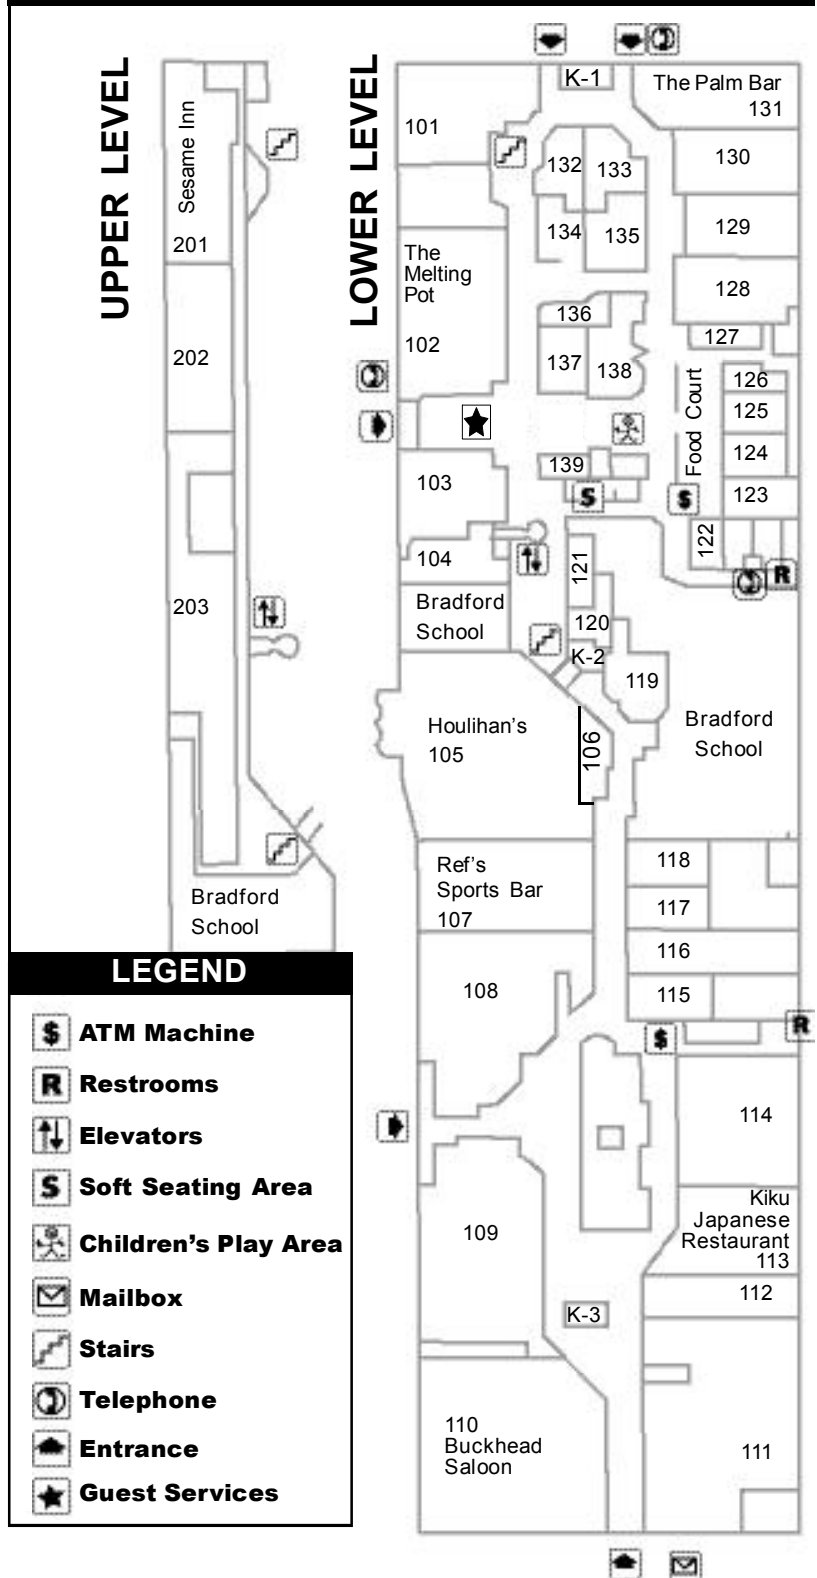 UPPER LEVEL
Sesame Inn
201
202
203
Bradford
School
LOWER LEVEL
K-1
The Palm Bar
131
101
132
133
130
134
135
129
The
Melting
Pot
102
128
136
127
137
138
126
125
Food Court
124
139
103
123
S
$
122
104
121
R
Bradford
School
120
K-2
119
Houlihan's
105
106
Bradford
School
Ref's
Sports Bar
107
118
117
116
108
115
$
R
114
109
Kiku
Japanese
Restaurant
113
112
K-3
110
Buckhead
Saloon
111
LEGEND
$ ATM Machine
R Restrooms
Elevators
S Soft Seating Area
Children's Play Area
Mailbox
Stairs
Telephone
Entrance
Guest Services